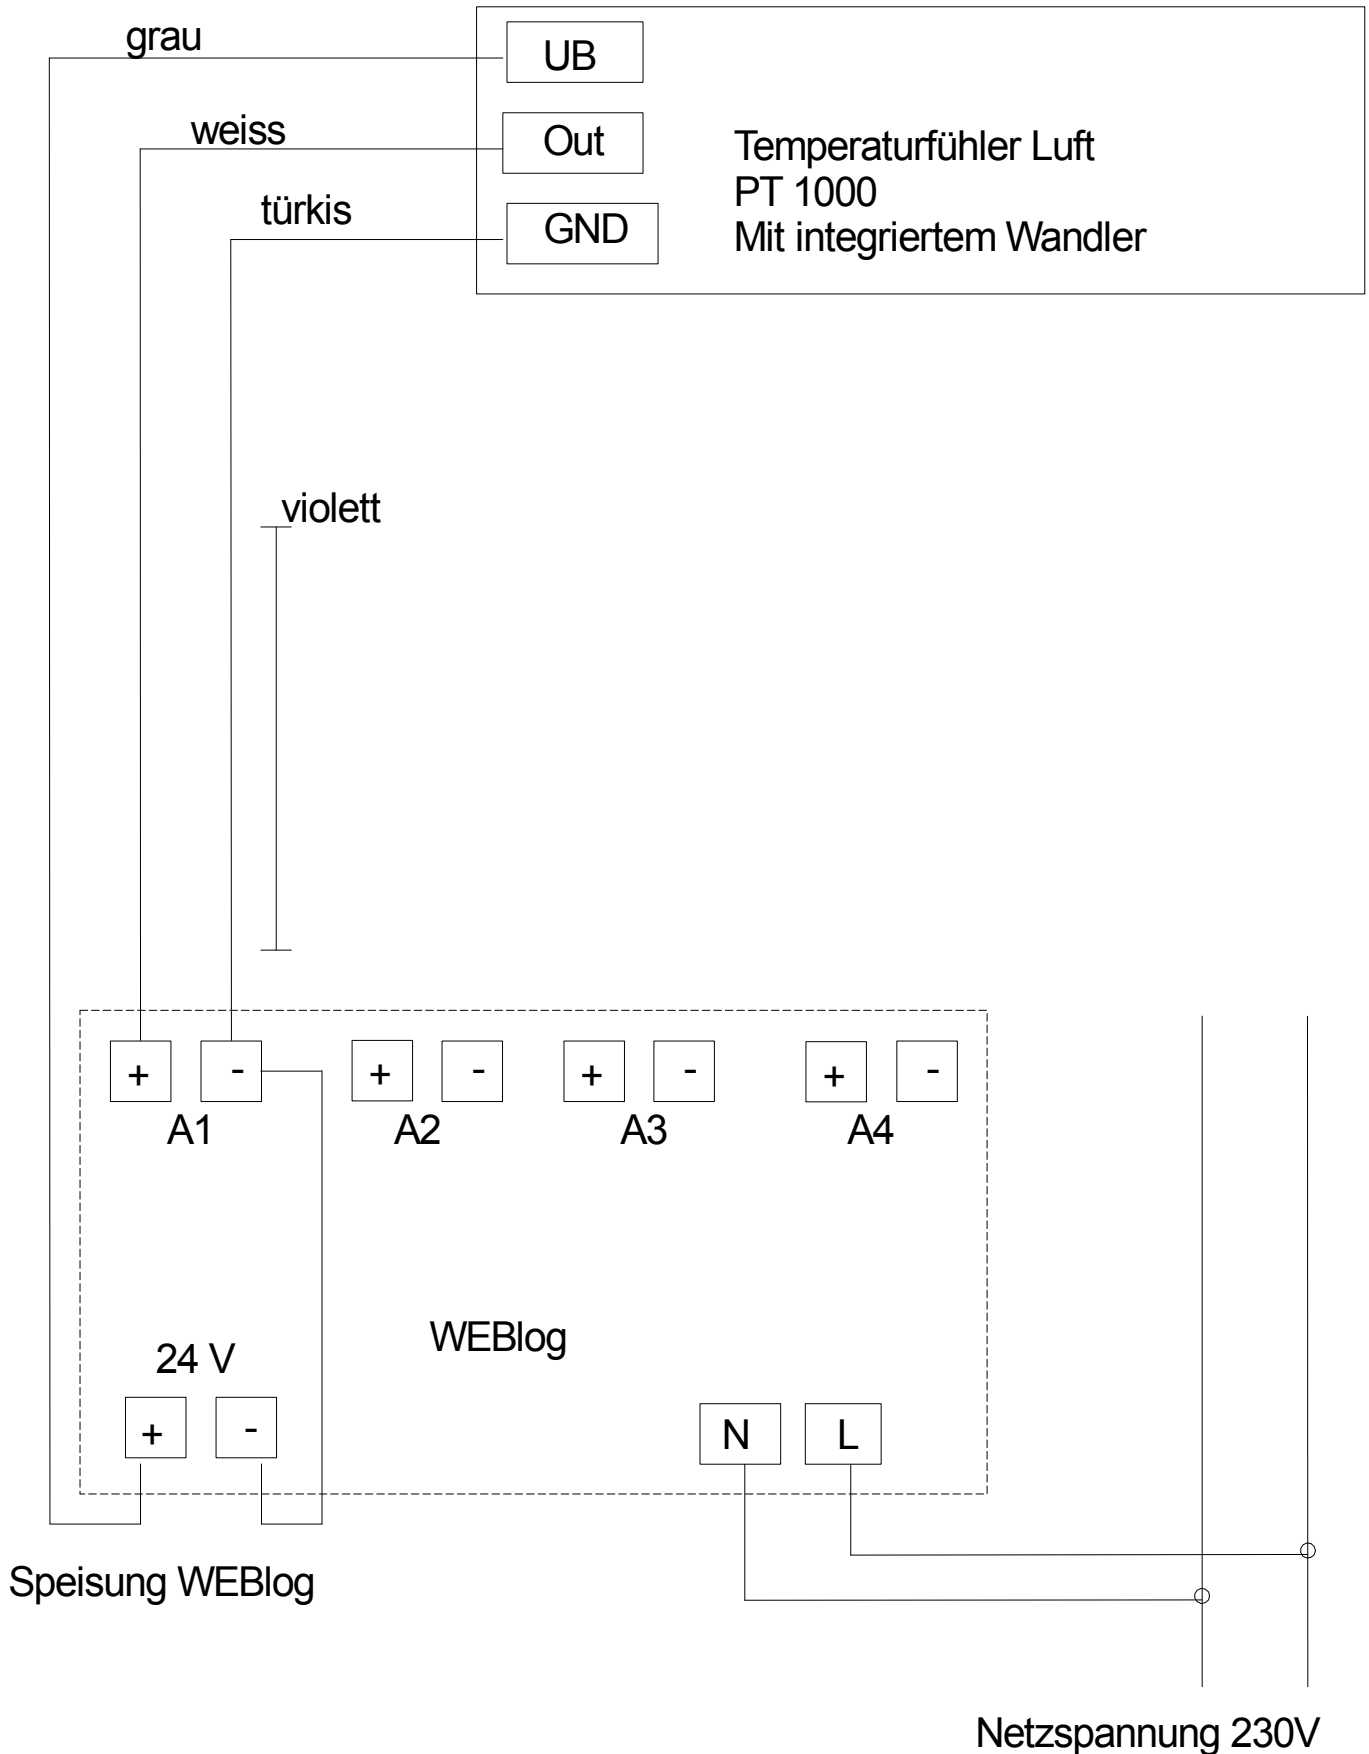 grau
UB
weiss
Out
türkis
GND
Temperaturfühler Luft
PT 1000
Mit integriertem Wandler
violett
+ - + - + - + -
A1 A2 A3 A4
WEBlog
24 V
+ - N L
Speisung WEBlog
Netzspannung 230V